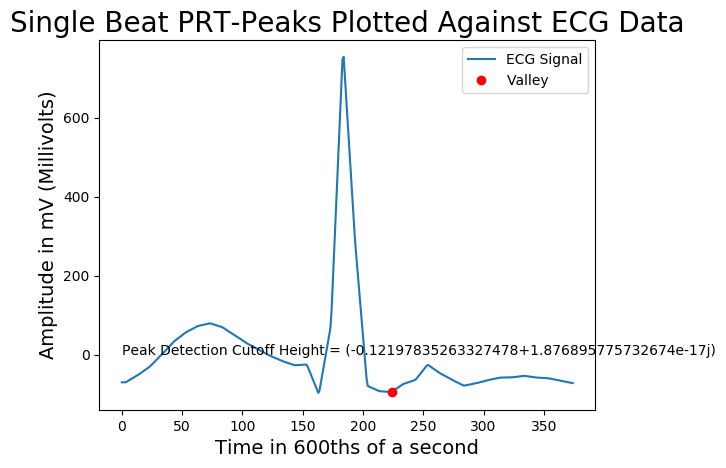 Single Beat PRT-Peaks Plotted Against ECG Data
ECG Signal
Valley
Amplitude in mV (Millivolts)
600
400
200
0
Peak Detection Cutoff Height = (-0.12197835263327478+1.876895775732674e-17j)
0 50 100 150 200 250 300 350
Time in 600ths of a second